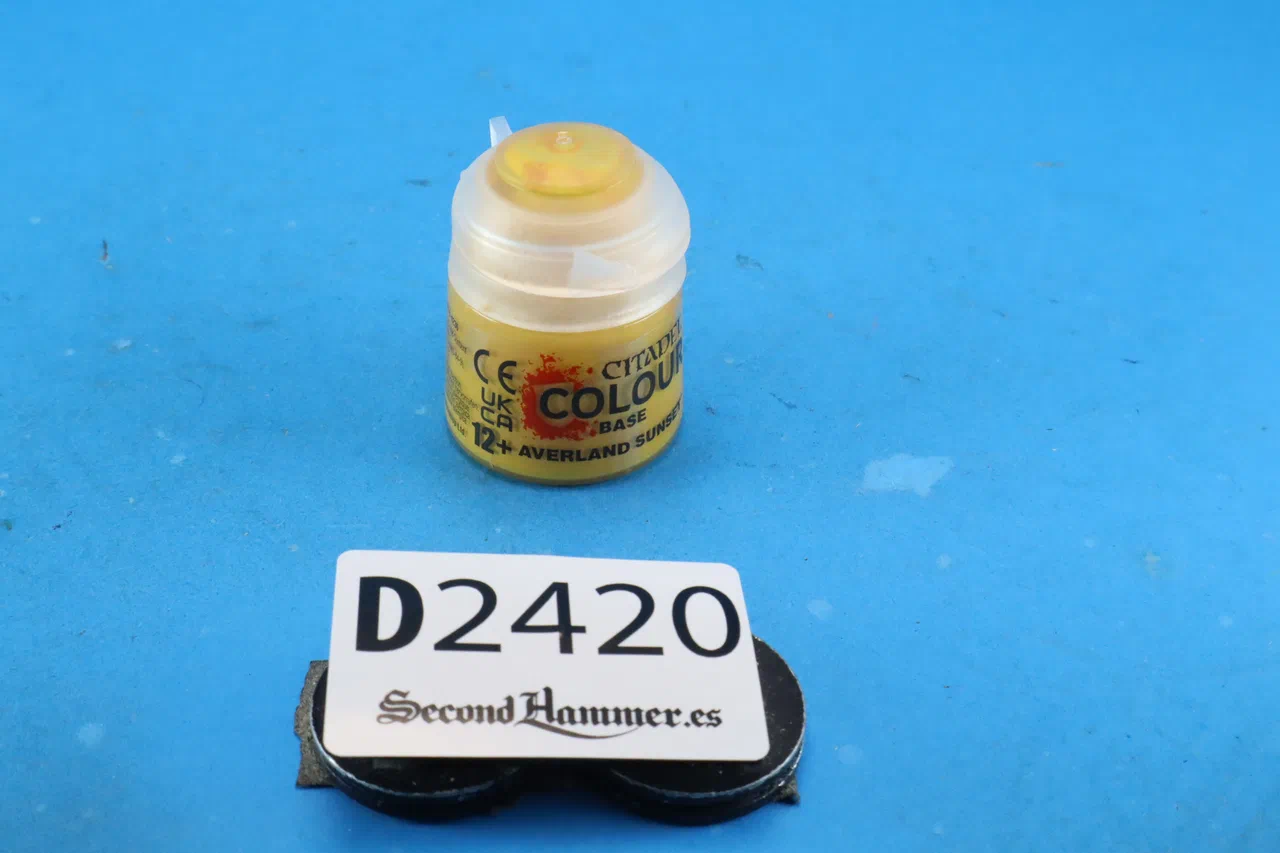 CITADEL
COLOUR
BASE
AVERLAND SUNSET
CE
UK
CA
12+
D2420
SecondHammer.es